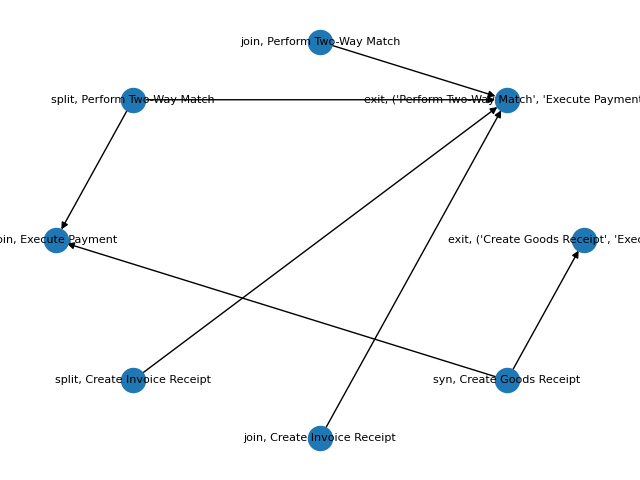 join, Perform Two-Way Match
split, Perform Two-Way Match
exit, ('Perform Two-Way Match', 'Execute Payment
oin, Execute Payment
exit, ('Create Goods Receipt', 'Exec
split, Create Invoice Receipt
syn, Create Goods Receipt
join, Create Invoice Receipt